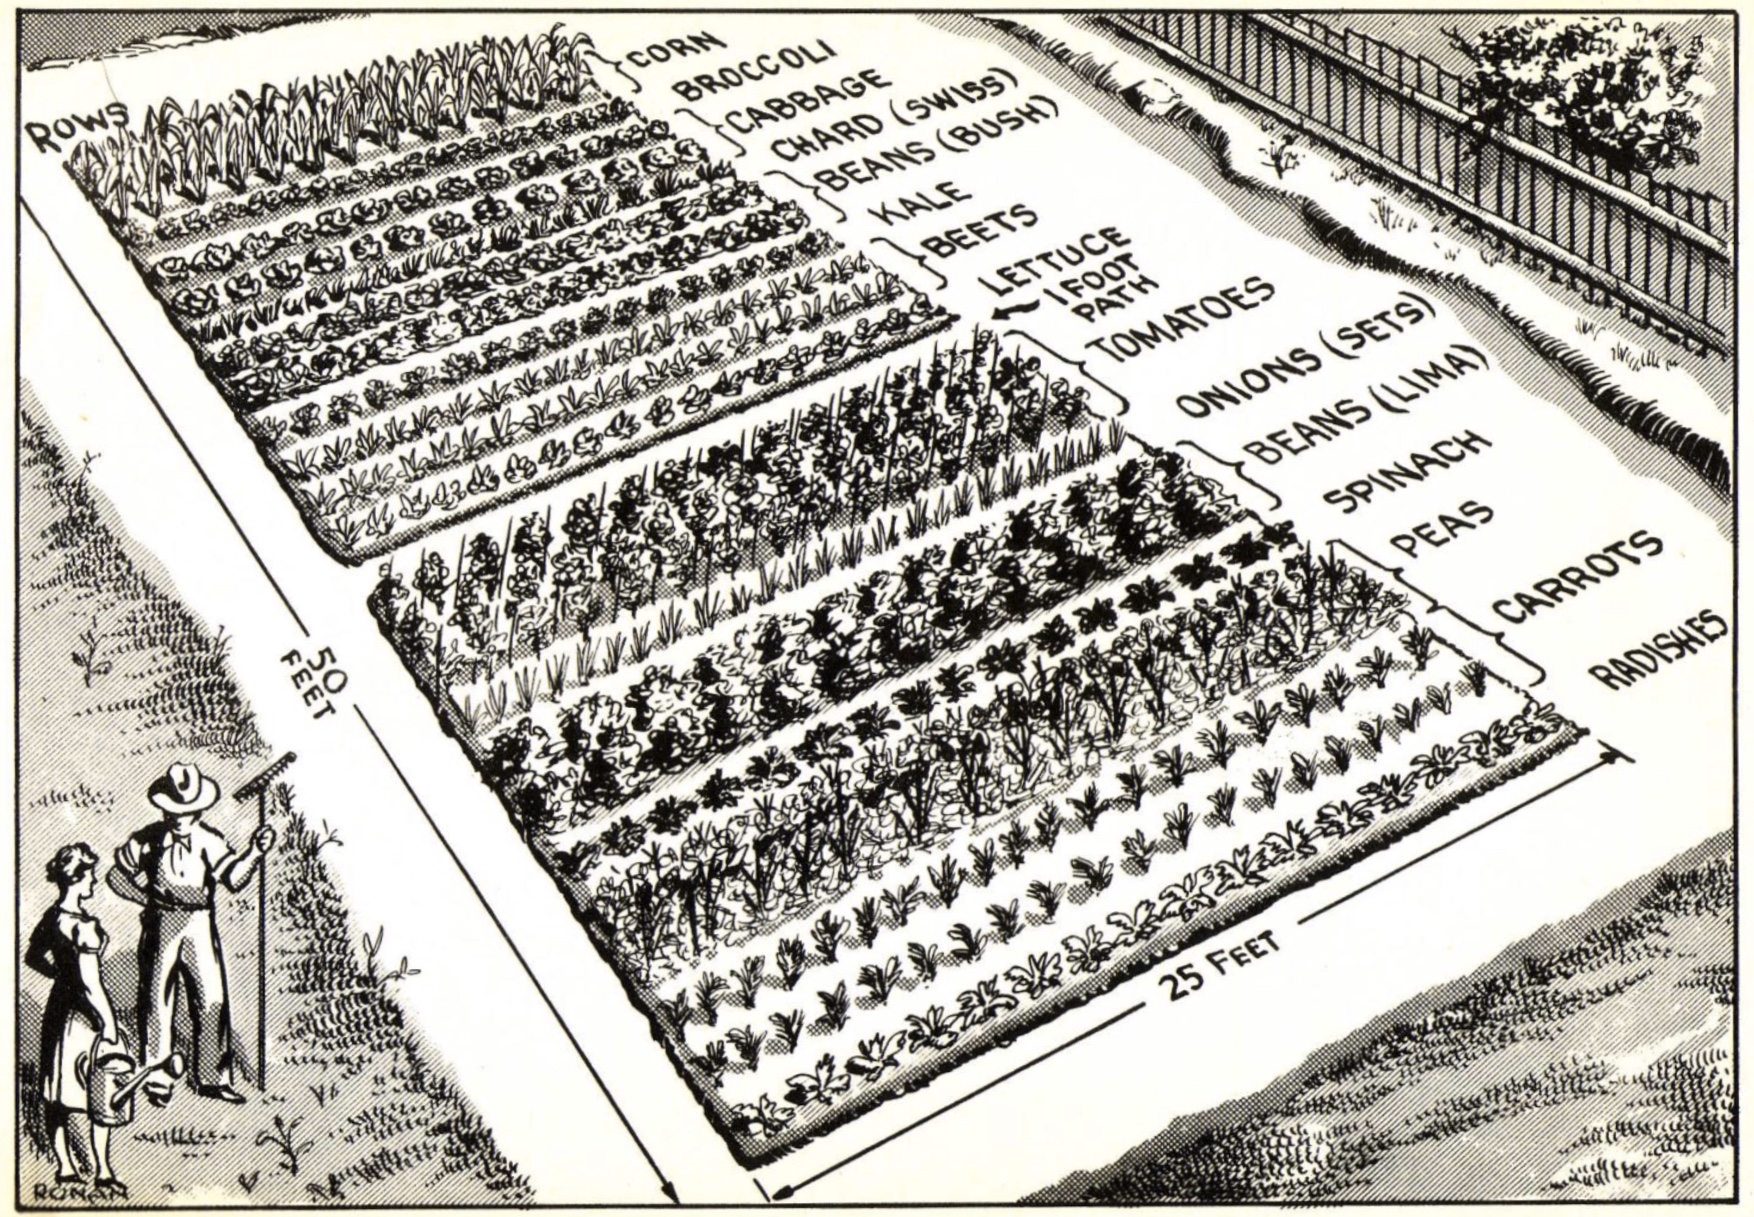 ROWS
CORN
BROCCOLI
CABBAGE
CHARD (SWISS)
BEANS (BUSH)
KALE
BEETS
LETTUCE
1 FOOT
PATH
TOMATOES
ONIONS (SETS)
BEANS (LIMA)
SPINACH
PEAS
CARROTS
RADISHES
50
FEET
25 FEET
ROMAN